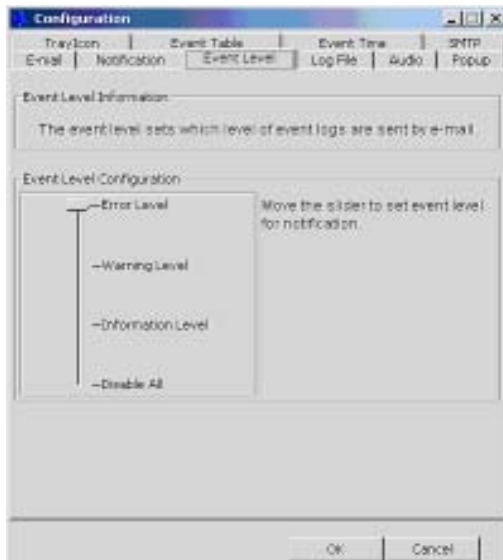 Configuration
TrayIcon Event Table Event Time SMTP
E-mail Notification Event Level Log File Audio Popup
Event Level Information
The event level sets which level of event logs are sent by e-mail.
Event Level Configuration
Error Level
Move the slider to set event level
for notification.
Warning Level
Information Level
Disable All
OK Cancel